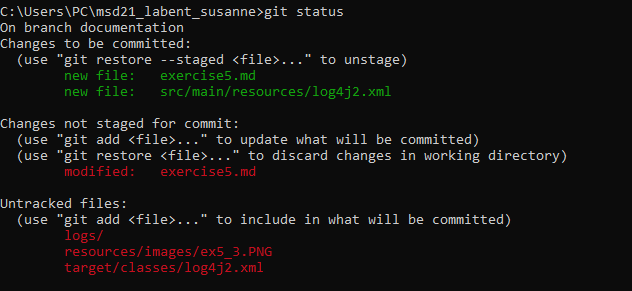 C:\Users\PC\msd21_labent_susanne>git status
On branch documentation
Changes to be committed:
  (use "git restore --staged <file>..." to unstage)
        new file:   exercise5.md
        new file:   src/main/resources/log4j2.xml

Changes not staged for commit:
  (use "git add <file>..." to update what will be committed)
  (use "git restore <file>..." to discard changes in working directory)
        modified:   exercise5.md

Untracked files:
  (use "git add <file>..." to include in what will be committed)
        logs/
        resources/images/ex5_3.PNG
        target/classes/log4j2.xml